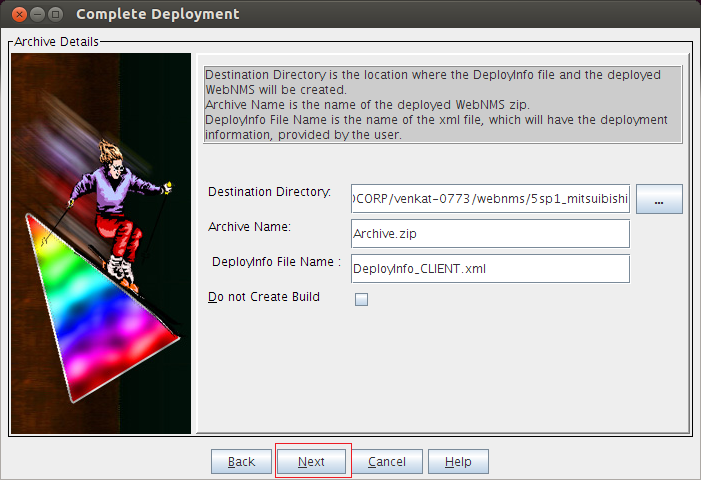 Complete Deployment
Archive Details
Destination Directory is the location where the DeployInfo file and the deployed
WebNMS will be created.
Archive Name is the name of the deployed WebNMS zip.
DeployInfo File Name is the name of the xml file, which will have the deployment
information, provided by the user.
Destination Directory: CORP/venkat-0773/webnms/5sp1_mitsuibishi ...
Archive Name: Archive.zip
DeployInfo File Name : DeployInfo_CLIENT.xml
Do not Create Build
Back Next Cancel Help